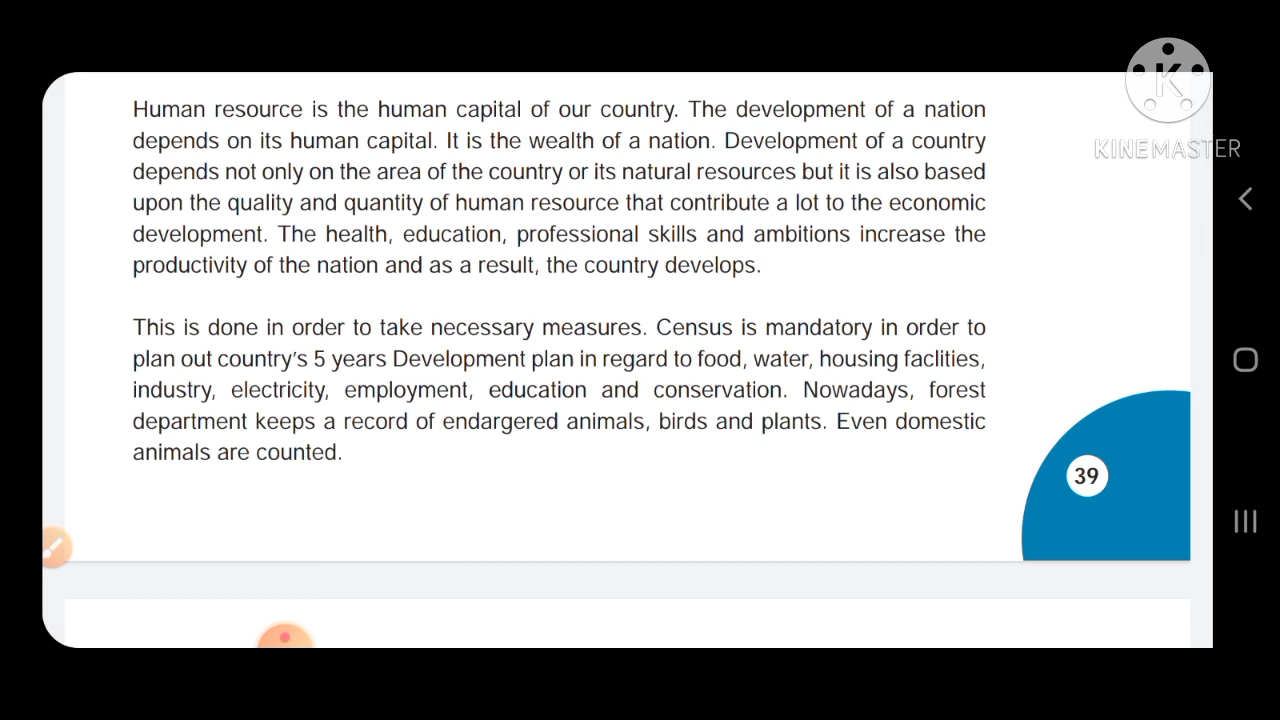 Human resource is the human capital of our country. The development of a nation
depends on its human capital. It is the wealth of a nation. Development of a country
depends not only on the area of the country or its natural resources but it is also based
upon the quality and quantity of human resource that contribute a lot to the economic
development. The health, education, professional skills and ambitions increase the
productivity of the nation and as a result, the country develops.
This is done in order to take necessary measures. Census is mandatory in order to
plan out country's 5 years Development plan in regard to food, water, housing faclities,
industry, electricity, employment, education and conservation. Nowadays, forest
department keeps a record of endargered animals, birds and plants. Even domestic
animals are counted.
39
K
KINEMASTER